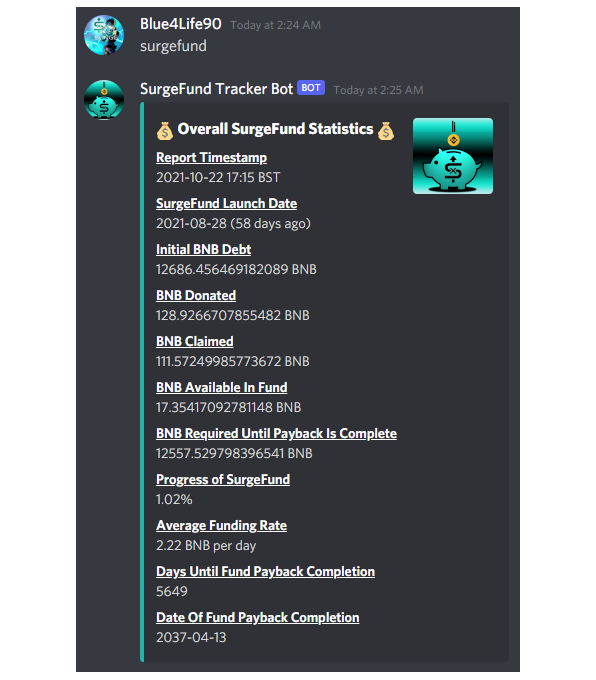 Blue4Life90 Today at 2:24 AM
surgefund
SurgeFund Tracker Bot BOT Today at 2:25 AM
💰 Overall SurgeFund Statistics 💰
Report Timestamp
2021-10-22 17:15 BST
SurgeFund Launch Date
2021-08-28 (58 days ago)
Initial BNB Debt
12686.456469182089 BNB
BNB Donated
128.9266707855482 BNB
BNB Claimed
111.57249985773672 BNB
BNB Available In Fund
17.35417092781148 BNB
BNB Required Until Payback Is Complete
12557.529798396541 BNB
Progress of SurgeFund
1.02%
Average Funding Rate
2.22 BNB per day
Days Until Fund Payback Completion
5649
Date Of Fund Payback Completion
2037-04-13